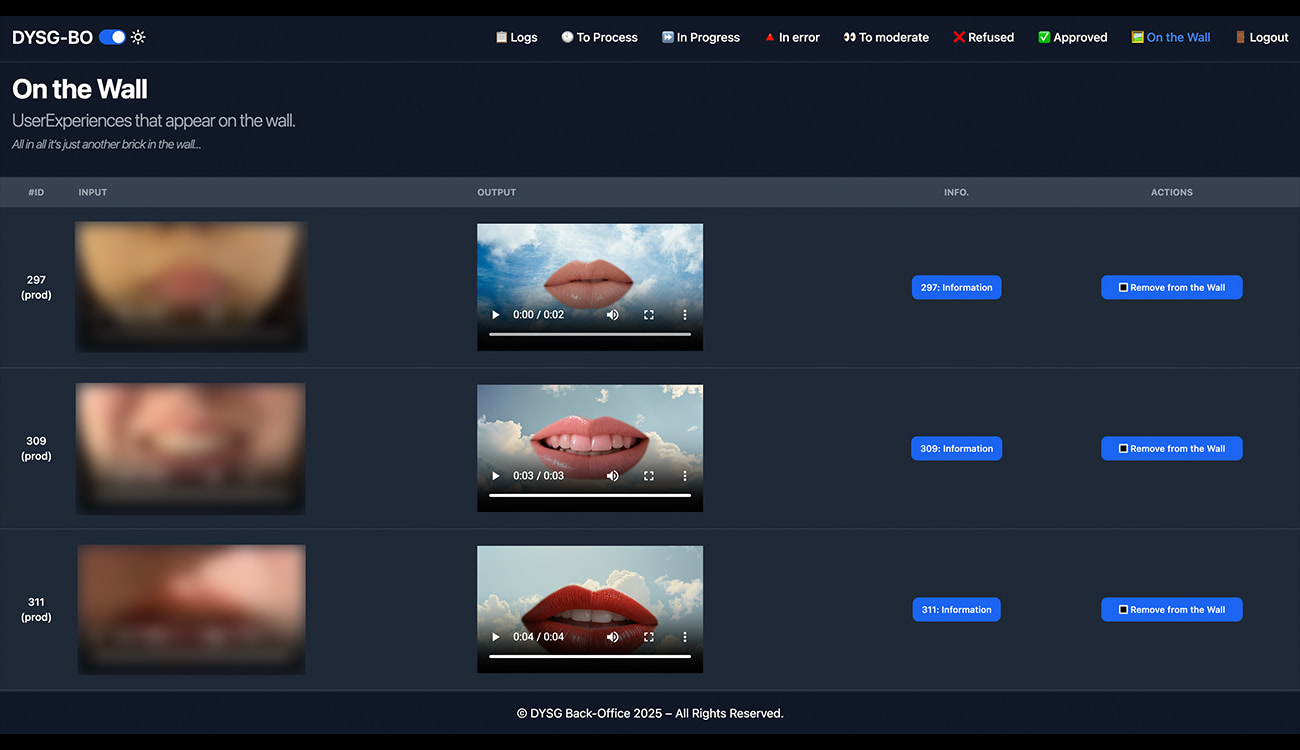 DYSG-BO
Logs To Process In Progress In error To moderate Refused Approved On the Wall Logout
On the Wall
UserExperiences that appear on the wall.
All in all it's just another brick in the wall...
#ID INPUT OUTPUT INFO. ACTIONS
297
(prod)
0:00 / 0:02
297: Information
Remove from the Wall
309
(prod)
0:03 / 0:03
309: Information
Remove from the Wall
311
(prod)
0:04 / 0:04
311: Information
Remove from the Wall
© DYSG Back-Office 2025 – All Rights Reserved.